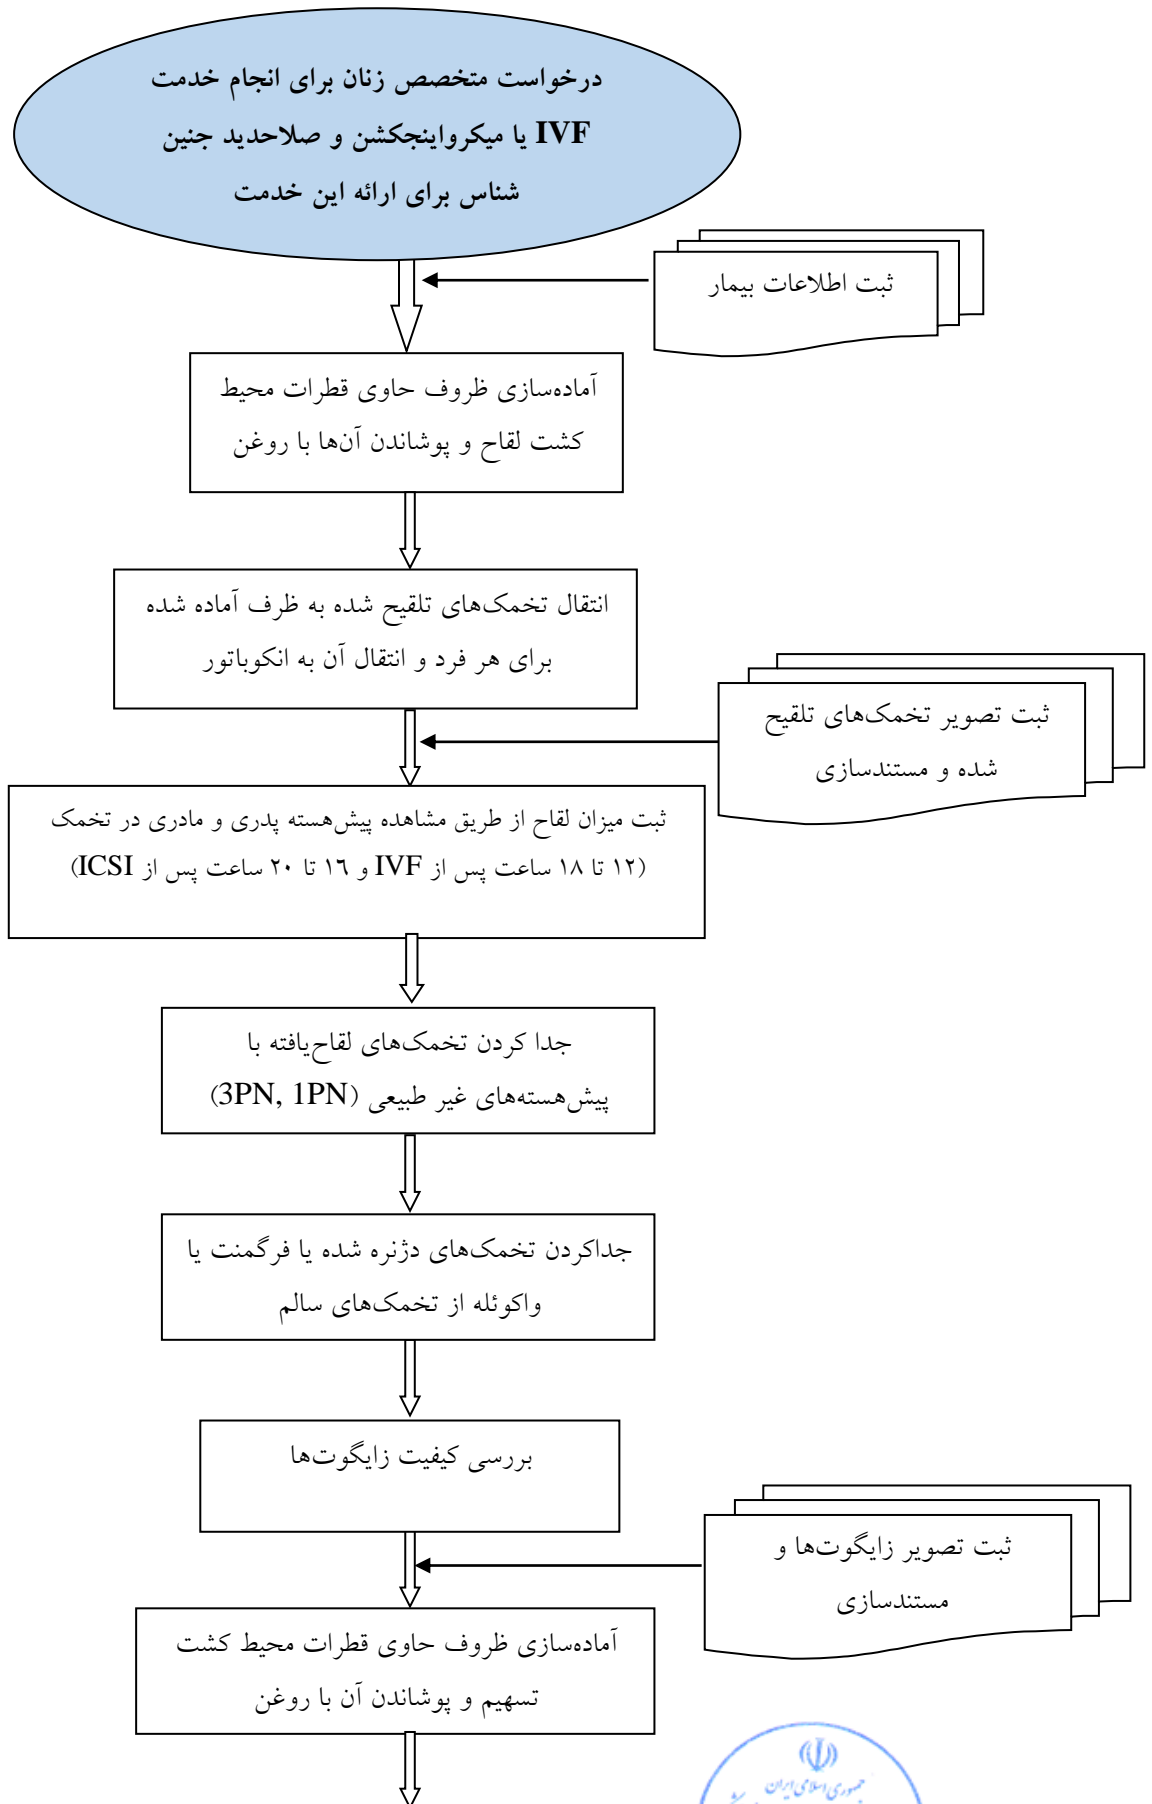 درخواست متخصص زنان برای انجام خدمت
IVF یا میکرواینجکشن و صلاحدید جنین
شناس برای ارائه این خدمت
ثبت اطلاعات بیمار
آماده‌سازی ظروف حاوی قطرات محیط
کشت لقاح و پوشاندن آن‌ها با روغن
انتقال تخمک‌های تلقیح شده به ظرف آماده شده
برای هر فرد و انتقال آن به انکوباتور
ثبت تصویر تخمک‌های تلقیح
شده و مستندسازی
ثبت میزان لقاح از طریق مشاهده پیش‌هسته پدری و مادری در تخمک
(۱۲ تا ۱۸ ساعت پس از IVF و ۱۶ تا ۲۰ ساعت پس از ICSI)
جدا کردن تخمک‌های لقاح‌یافته با
پیش‌هسته‌های غیر طبیعی (3PN, 1PN)
جداکردن تخمک‌های دژنره شده یا فرگمنت یا
واکوئله از تخمک‌های سالم
بررسی کیفیت زایگوت‌ها
ثبت تصویر زایگوت‌ها و
مستندسازی
آماده‌سازی ظروف حاوی قطرات محیط کشت
تسهیم و پوشاندن آن با روغن
جمهوری اسلامی ایران